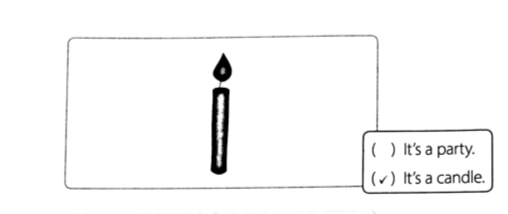 ( ) It's a party.
(✓) It's a candle.